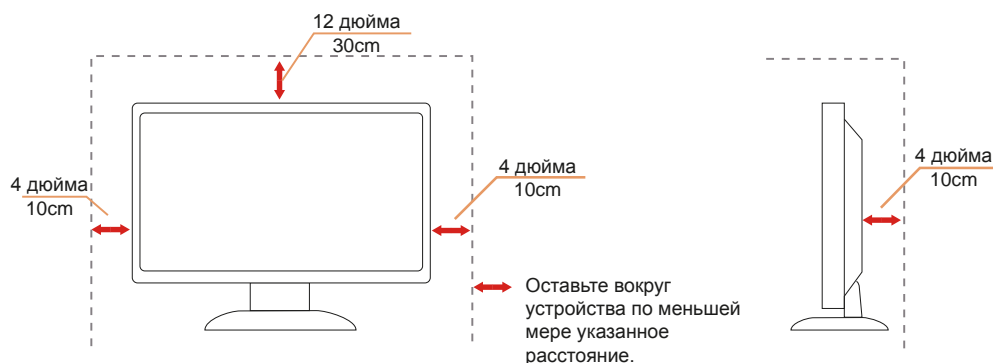 12 дюйма
30cm
4 дюйма
10cm
4 дюйма
10cm
4 дюйма
10cm
Оставьте вокруг
устройства по меньшей
мере указанное
расстояние.